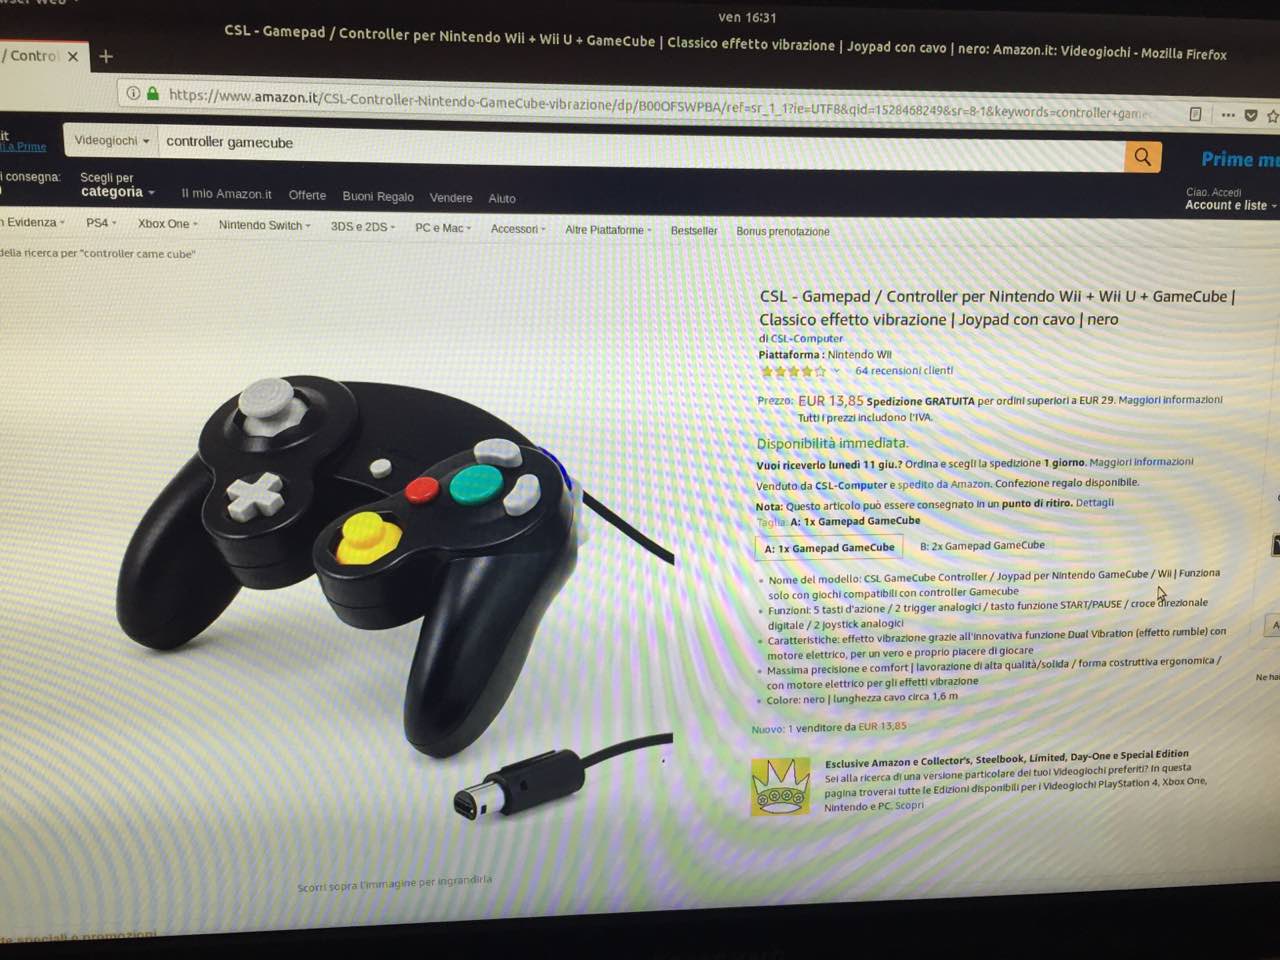 ven 16:31
CSL - Gamepad / Controller per Nintendo Wii + Wii U + GameCube | Classico effetto vibrazione | Joypad con cavo | nero: Amazon.it: Videogiochi - Mozilla Firefox
/ Control
https://www.amazon.it/CSL-Controller-Nintendo-GameCube-vibrazione/dp/B00OFSWPBA/ref=sr_1_1?ie=UTF8&qid=1528468249&sr=8-1&keywords=controller+game
Videogiochi
controller gamecube
Prime
i consegna:
Scegli per
categoria
Il mio Amazon.it Offerte Buoni Regalo Vendere Aiuto
Ciao. Accedi
Account e liste
Evidenza PS4 Xbox One Nintendo Switch 3DS e 2DS PC e Mac Accessori Altre Piattaforme Bestseller Bonus prenotazione
della ricerca per "controller came cube"
CSL - Gamepad / Controller per Nintendo Wii + Wii U + GameCube |
Classico effetto vibrazione | Joypad con cavo | nero
di CSL-Computer
Piattaforma : Nintendo Wii
64 recensioni clienti
Prezzo: EUR 13,85 Spedizione GRATUITA per ordini superiori a EUR 29. Maggiori informazioni
Tutti i prezzi includono l'IVA.
Disponibilità immediata.
Vuoi riceverlo lunedì 11 giu.? Ordina e scegli la spedizione 1 giorno. Maggiori informazioni
Venduto da CSL-Computer e spedito da Amazon. Confezione regalo disponibile.
Nota: Questo articolo può essere consegnato in un punto di ritiro. Dettagli
Taglia: A: 1x Gamepad GameCube
A: 1x Gamepad GameCube B: 2x Gamepad GameCube
Nome del modello: CSL GameCube Controller / Joypad per Nintendo GameCube / Wii | Funziona
solo con giochi compatibili con controller Gamecube
Funzioni: 5 tasti d'azione / 2 trigger analogici / tasto funzione START/PAUSE / croce direzionale
digitale / 2 joystick analogici
Caratteristiche: effetto vibrazione grazie all'innovativa funzione Dual Vibration (effetto rumble) con
motore elettrico, per un vero e proprio piacere di giocare
Massima precisione e comfort | lavorazione di alta qualità/solida / forma costruttiva ergonomica /
con motore elettrico per gli effetti vibrazione
Colore: nero | lunghezza cavo circa 1,6 m
Nuovo: 1 venditore da EUR 13,85
Esclusive Amazon e Collector's, Steelbook, Limited, Day-One e Special Edition
Sei alla ricerca di una versione particolare dei tuoi Videogiochi preferiti? In questa
pagina troverai tutte le Edizioni disponibili per i Videogiochi PlayStation 4, Xbox One,
Nintendo e PC. Scopri
Scorri sopra l'immagine per ingrandirla